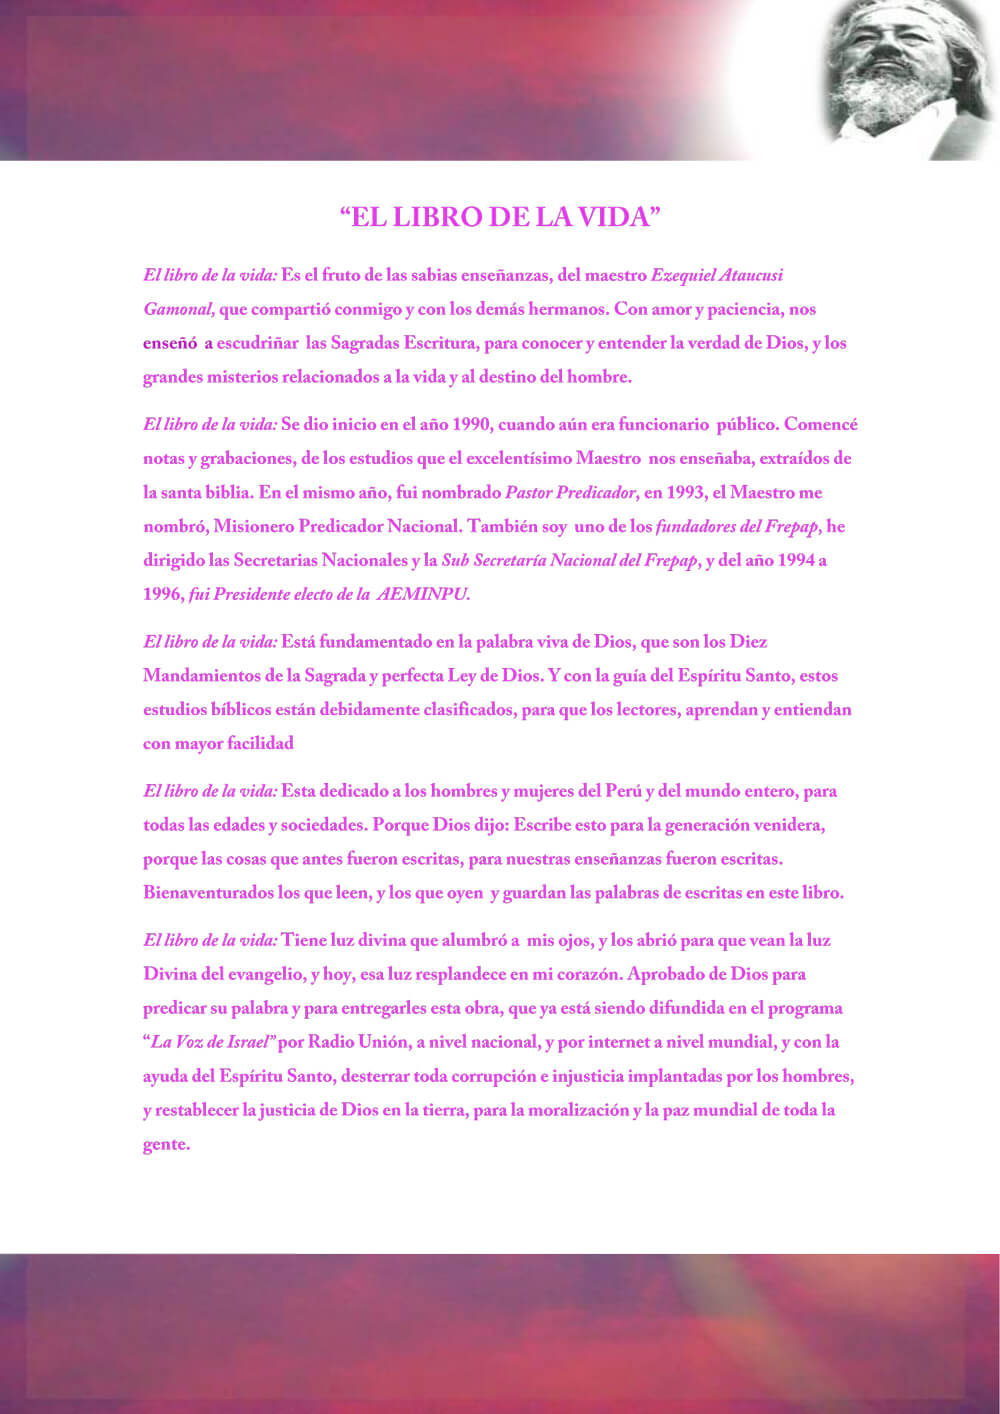 “EL LIBRO DE LA VIDA”
El libro de la vida: Es el fruto de las sabias enseñanzas, del maestro Ezequiel Ataucusi
Gamonal, que compartió conmigo y con los demás hermanos. Con amor y paciencia, nos
enseñó a escudriñar las Sagradas Escritura, para conocer y entender la verdad de Dios, y los
grandes misterios relacionados a la vida y al destino del hombre.
El libro de la vida: Se dio inicio en el año 1990, cuando aún era funcionario público. Comencé
notas y grabaciones, de los estudios que el excelentísimo Maestro nos enseñaba, extraídos de
la santa biblia. En el mismo año, fui nombrado Pastor Predicador, en 1993, el Maestro me
nombró, Misionero Predicador Nacional. También soy uno de los fundadores del Frepap, he
dirigido las Secretarias Nacionales y la Sub Secretaría Nacional del Frepap, y del año 1994 a
1996, fui Presidente electo de la AEMINPU.
El libro de la vida: Está fundamentado en la palabra viva de Dios, que son los Diez
Mandamientos de la Sagrada y perfecta Ley de Dios. Y con la guía del Espíritu Santo, estos
estudios bíblicos están debidamente clasificados, para que los lectores, aprendan y entiendan
con mayor facilidad
El libro de la vida: Esta dedicado a los hombres y mujeres del Perú y del mundo entero, para
todas las edades y sociedades. Porque Dios dijo: Escribe esto para la generación venidera,
porque las cosas que antes fueron escritas, para nuestras enseñanzas fueron escritas.
Bienaventurados los que leen, y los que oyen y guardan las palabras de escritas en este libro.
El libro de la vida: Tiene luz divina que alumbró a mis ojos, y los abrió para que vean la luz
Divina del evangelio, y hoy, esa luz resplandece en mi corazón. Aprobado de Dios para
predicar su palabra y para entregarles esta obra, que ya está siendo difundida en el programa
“La Voz de Israel” por Radio Unión, a nivel nacional, y por internet a nivel mundial, y con la
ayuda del Espíritu Santo, desterrar toda corrupción e injusticia implantadas por los hombres,
y restablecer la justicia de Dios en la tierra, para la moralización y la paz mundial de toda la
gente.